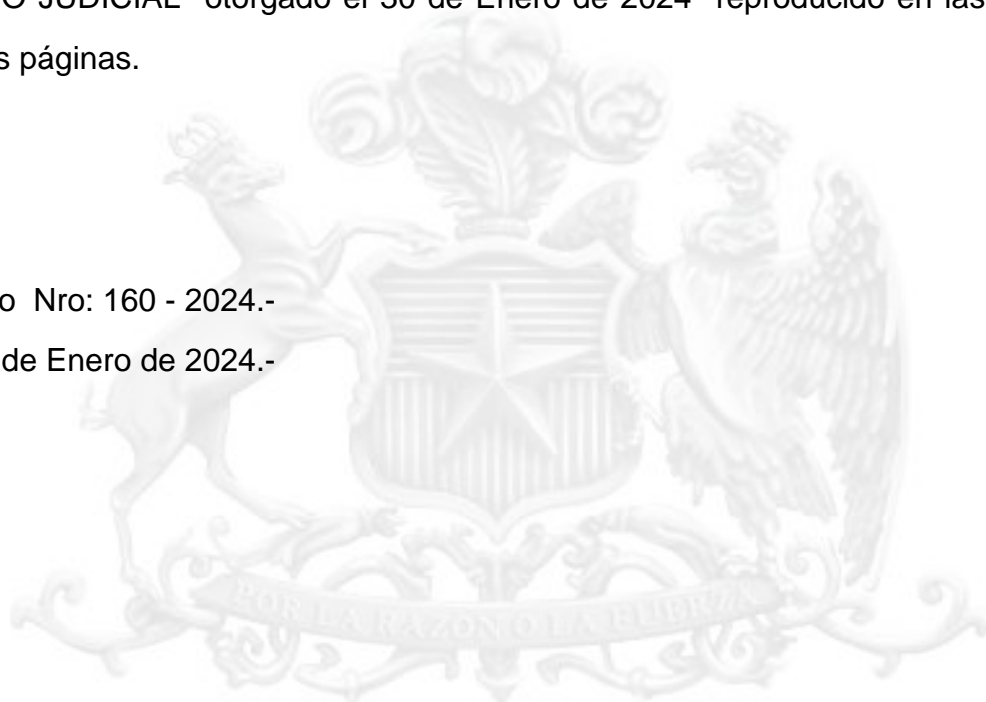 O JUDICIAL" otorgado el 30 de Enero de 2024 reproducido en las
s páginas.
o Nro: 160 - 2024.-
de Enero de 2024.-
POR LA RAZON O LA FUERZA